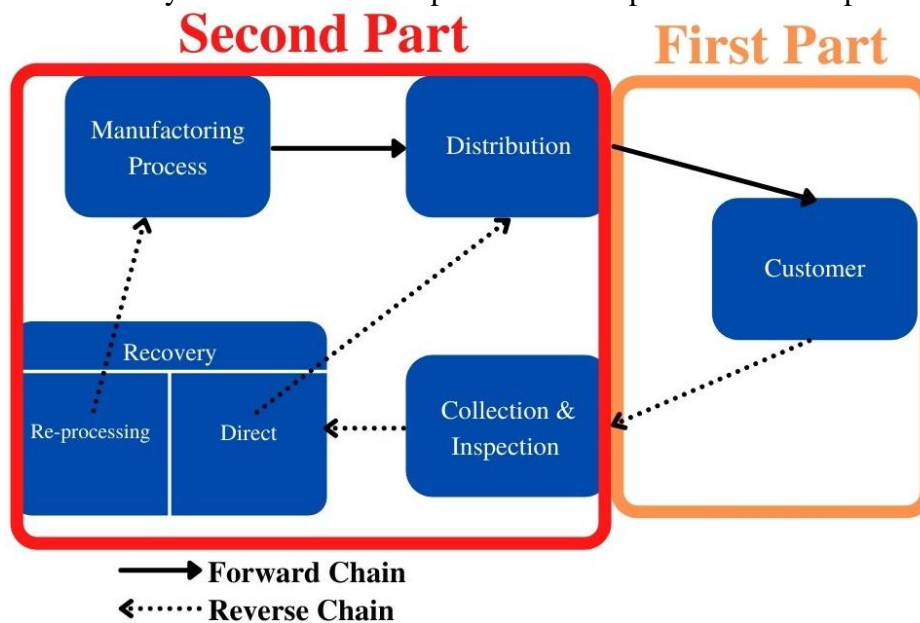 Second Part
First Part
Manufactoring
Process
Distribution
Customer
Recovery
Re-processing
Direct
Collection &
Inspection
Forward Chain
Reverse Chain